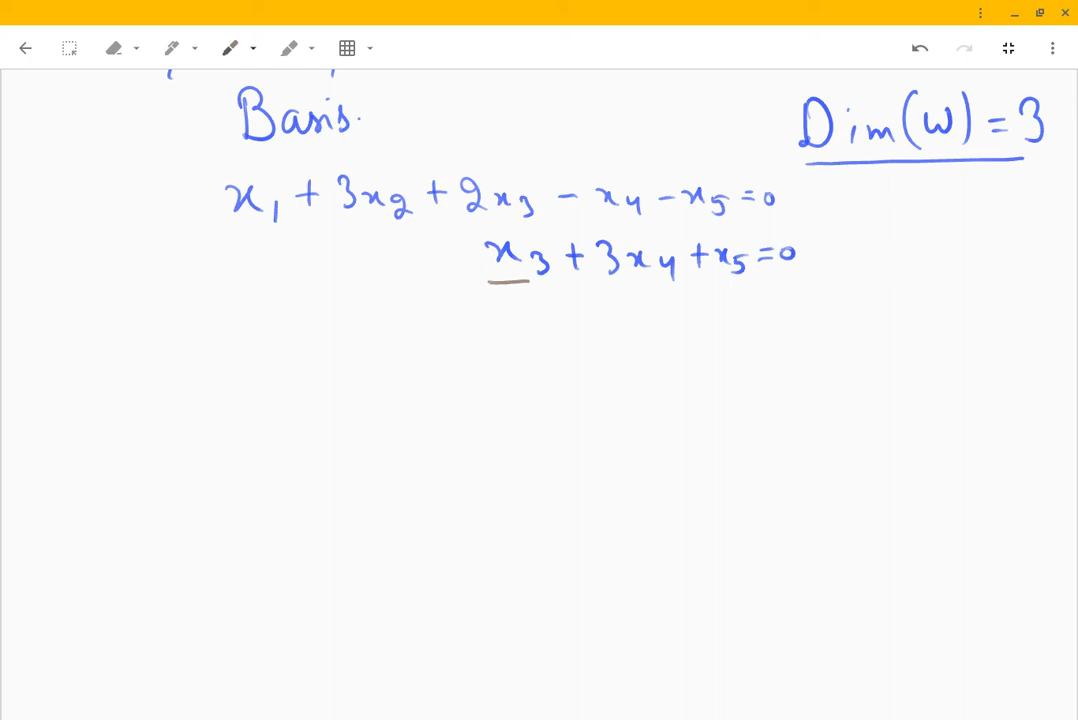 Basis.
Dim(W) = 3
x₁ + 3x₂ + 2x₃ - x₄ - x₅ = 0
x₃ + 3x₄ + x₅ = 0